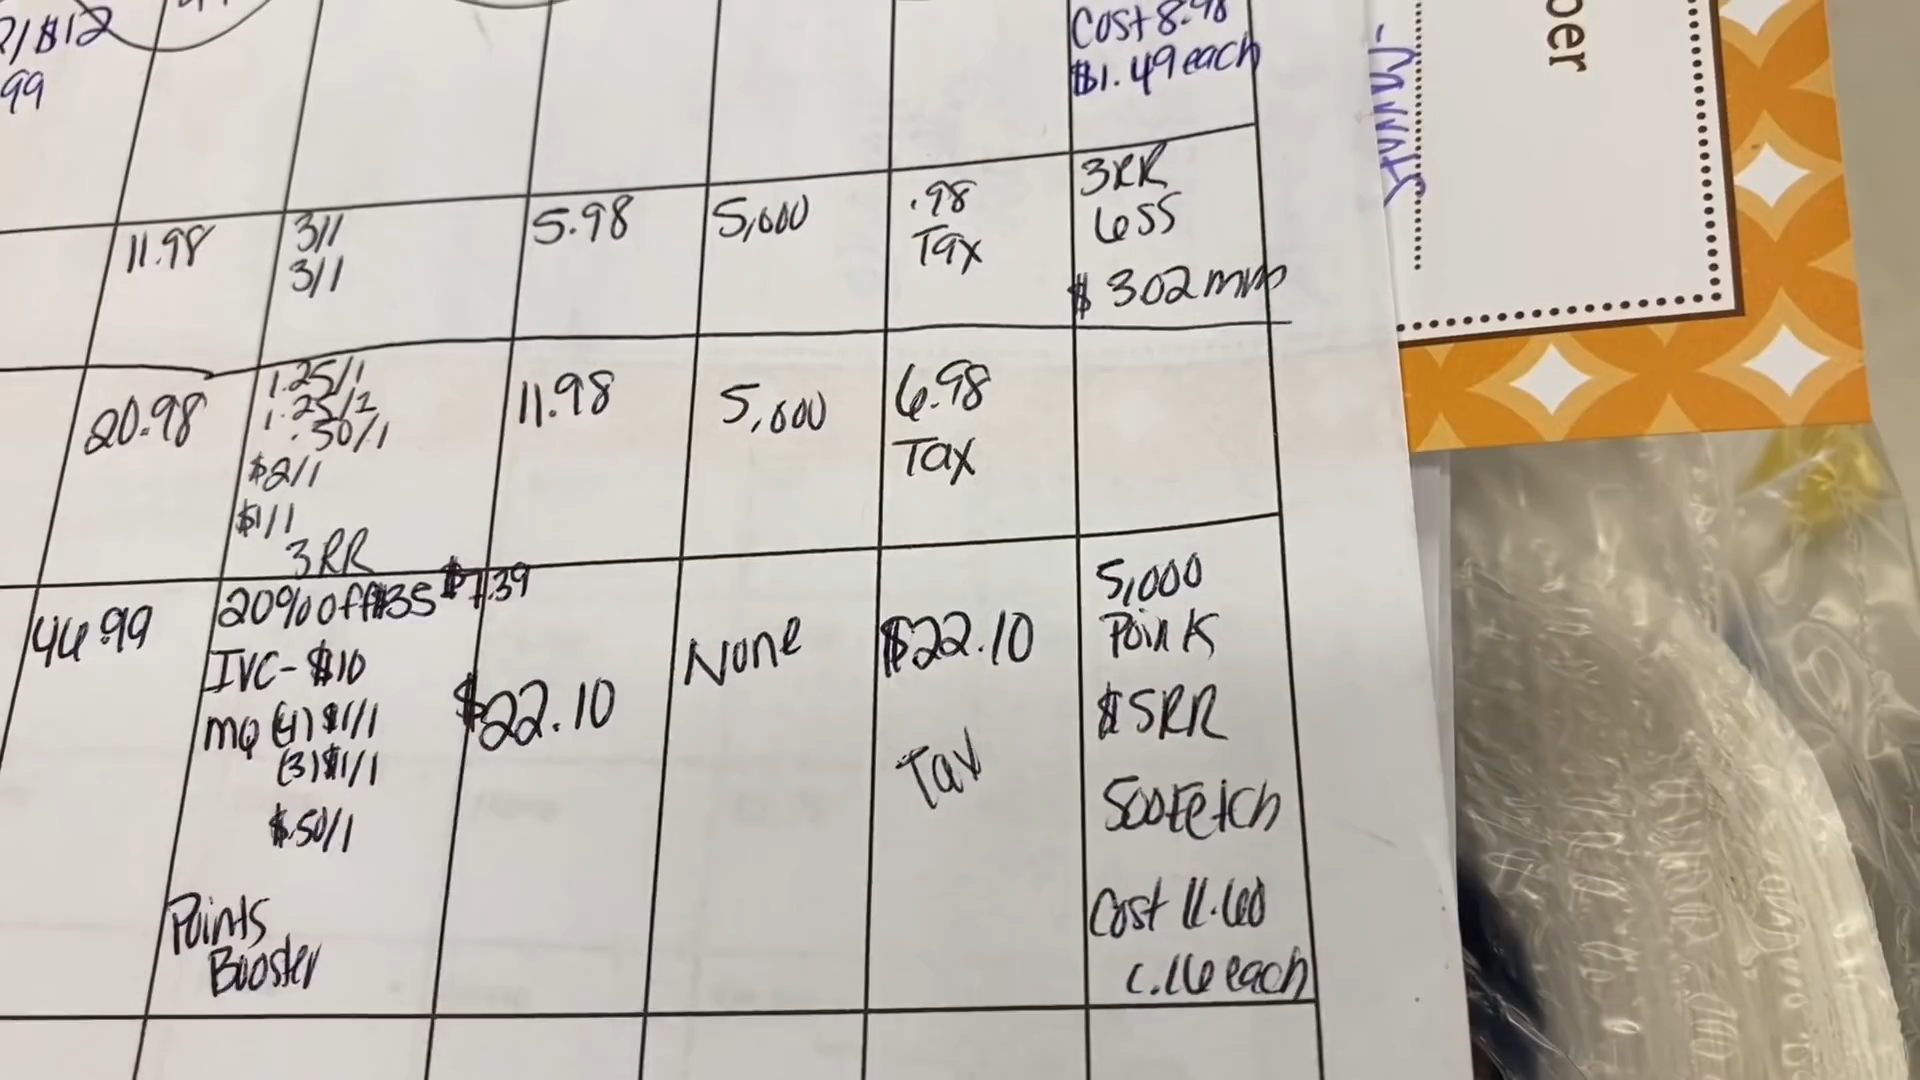 2/$12
99
Cost 8.98
$1.49 each
11.98
3/1
3/1
5.98
5,000
.98
Tax
3RR
Less
$ 3.02 mm
20.98
1.25/1
1.25/2
.50/1
$2/1
$1/1
3RR
11.98
5,000
6.98
Tax
20% off $35 $7.39
46.99
IVC - $10
MQ (4) $1/1
(3) $1/1
$.50/1
Points
Booster
$22.10
None
$22.10
Tax
5,000
Points
$5RR
500 Fetch
Cost 11.60
1.16 each